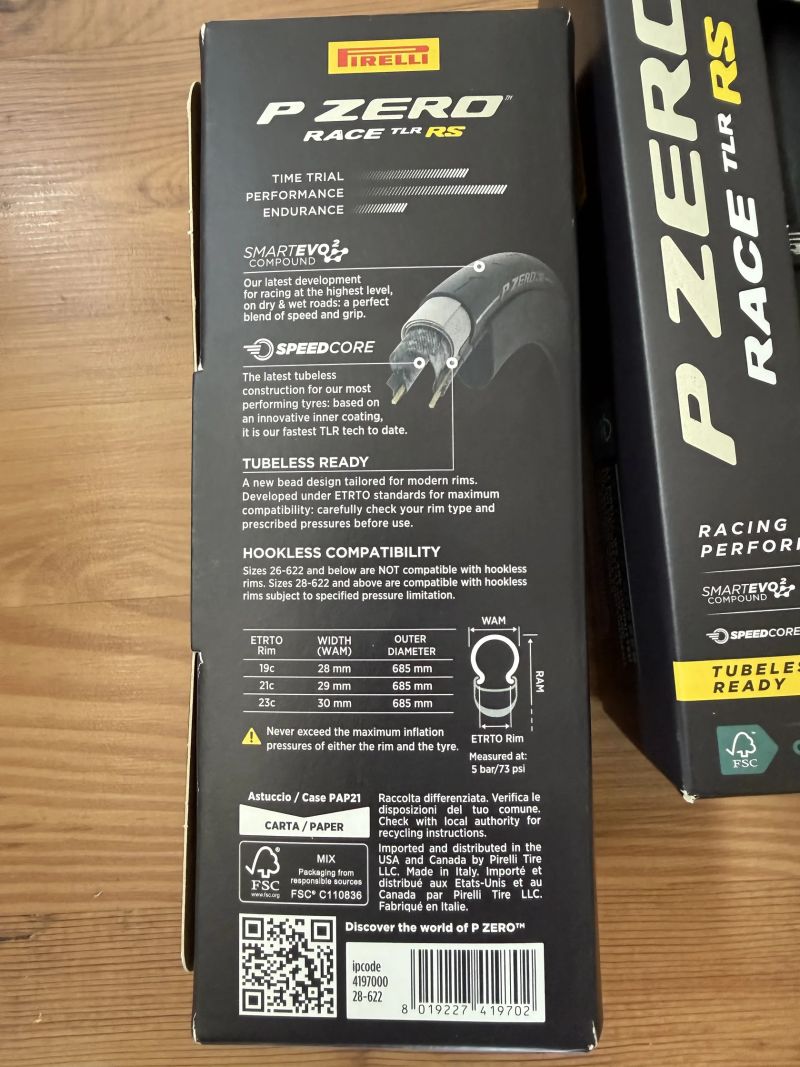 PIRELLI
P ZERO™
RACE TLR RS
TIME TRIAL
PERFORMANCE
ENDURANCE
SMARTEVO2
COMPOUND
Our latest development
for racing at the highest level,
on dry & wet roads: a perfect
blend of speed and grip.
P ZERO
SPEEDCORE
The latest tubeless
construction for our most
performing tyres: based on
an innovative inner coating,
it is our fastest TLR tech to date.
TUBELESS READY
A new bead design tailored for modern rims.
Developed under ETRTO standards for maximum
compatibility: carefully check your rim type and
prescribed pressures before use.
HOOKLESS COMPATIBILITY
Sizes 26-622 and below are NOT compatible with hookless
rims. Sizes 28-622 and above are compatible with hookless
rims subject to specified pressure limitation.
ETRTO Rim WIDTH (WAM) OUTER DIAMETER
19c 28 mm 685 mm
21c 29 mm 685 mm
23c 30 mm 685 mm
WAM
RAM
ETRTO Rim
Measured at:
5 bar/73 psi
Never exceed the maximum inflation
pressures of either the rim and the tyre.
Astuccio / Case PAP21
CARTA / PAPER
Raccolta differenziata. Verifica le
disposizioni del tuo comune.
Check with local authority for
recycling instructions.
FSC
www.fsc.org
MIX
Packaging from
responsible sources
FSC® C110836
Imported and distributed in the
USA and Canada by Pirelli Tire
LLC. Made in Italy. Importé et
distribué aux Etats-Unis et au
Canada par Pirelli Tire LLC.
Fabriqué en Italie.
Discover the world of P ZERO™
ipcode
4197000
28-622
8 019227 419702
P ZERO
RACE TLR RS
RACING
PERFOR
SMARTEVO2
COMPOUND
SPEEDCORE
TUBELES
READY
FSC